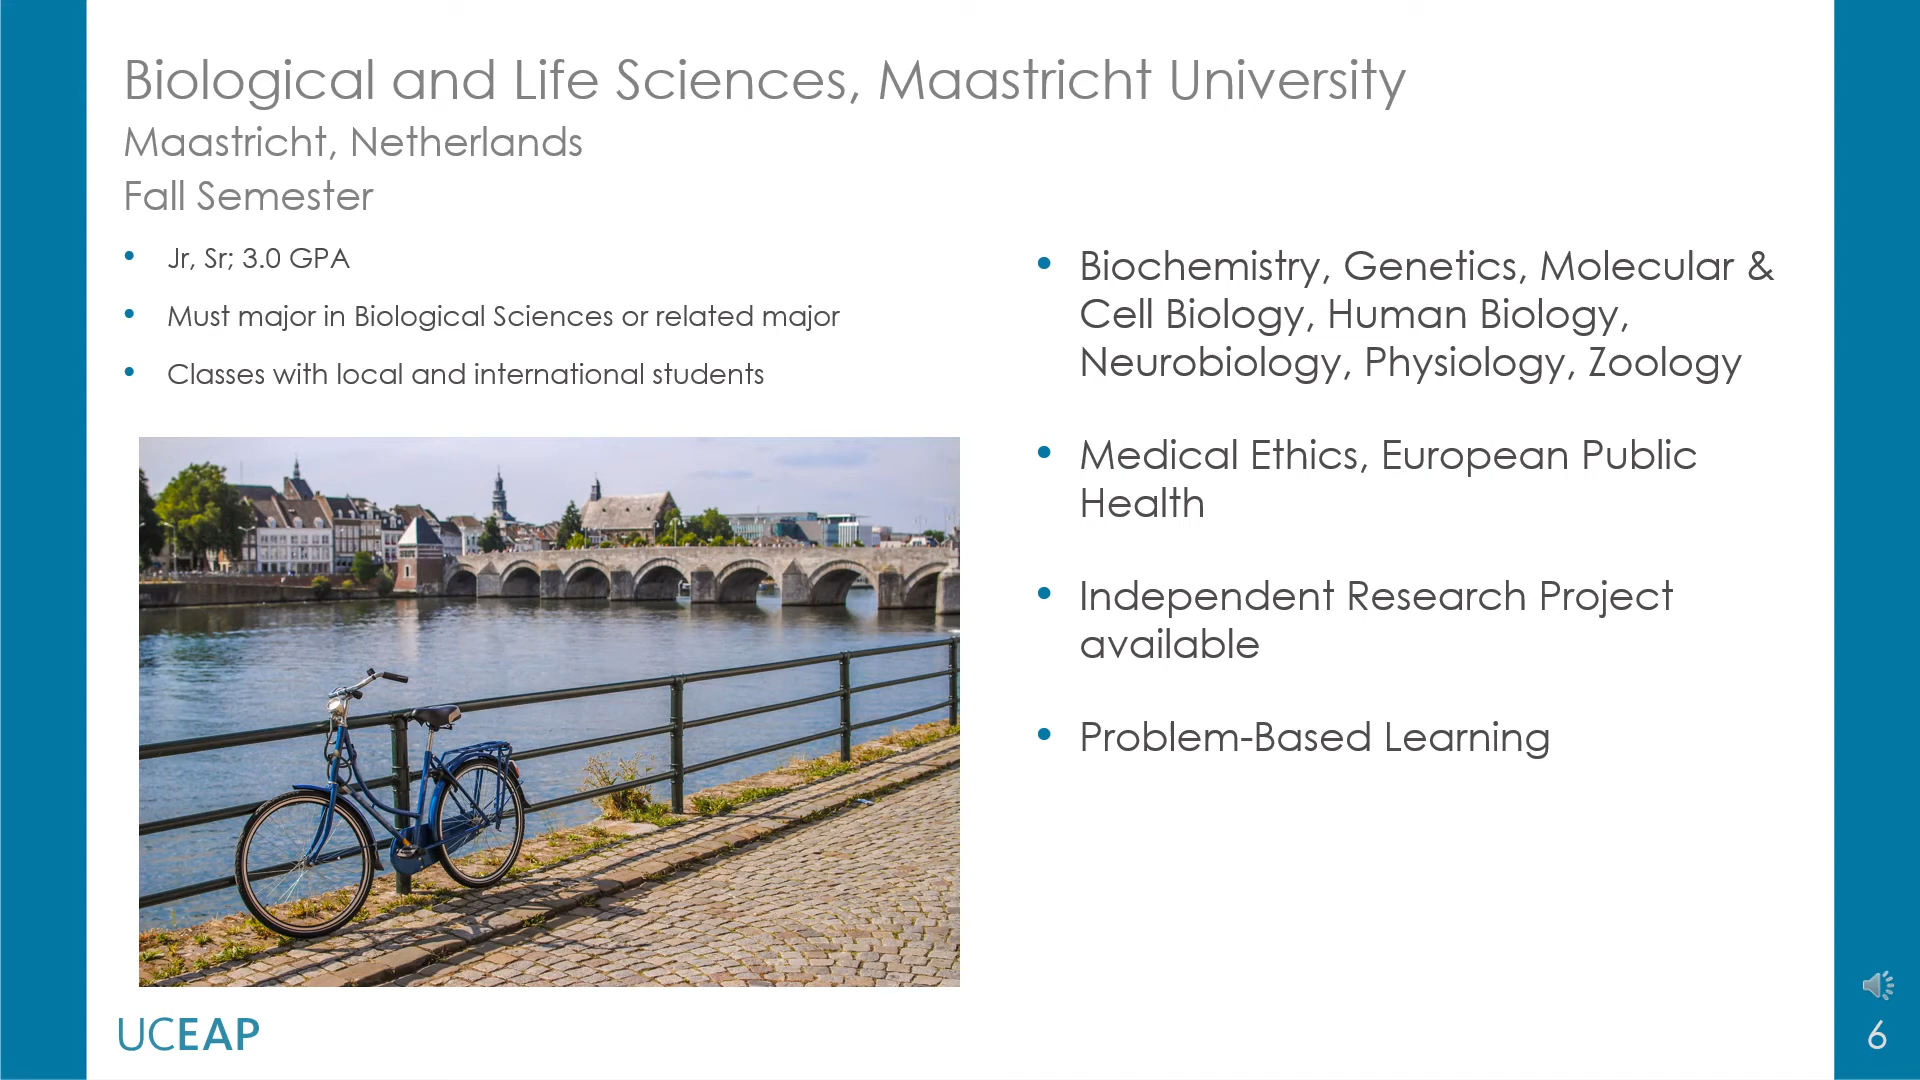 Biological and Life Sciences, Maastricht University
Maastricht, Netherlands
Fall Semester
• Jr, Sr; 3.0 GPA
• Must major in Biological Sciences or related major
• Classes with local and international students
• Biochemistry, Genetics, Molecular &
Cell Biology, Human Biology,
Neurobiology, Physiology, Zoology
• Medical Ethics, European Public
Health
• Independent Research Project
available
• Problem-Based Learning
UCEAP
6